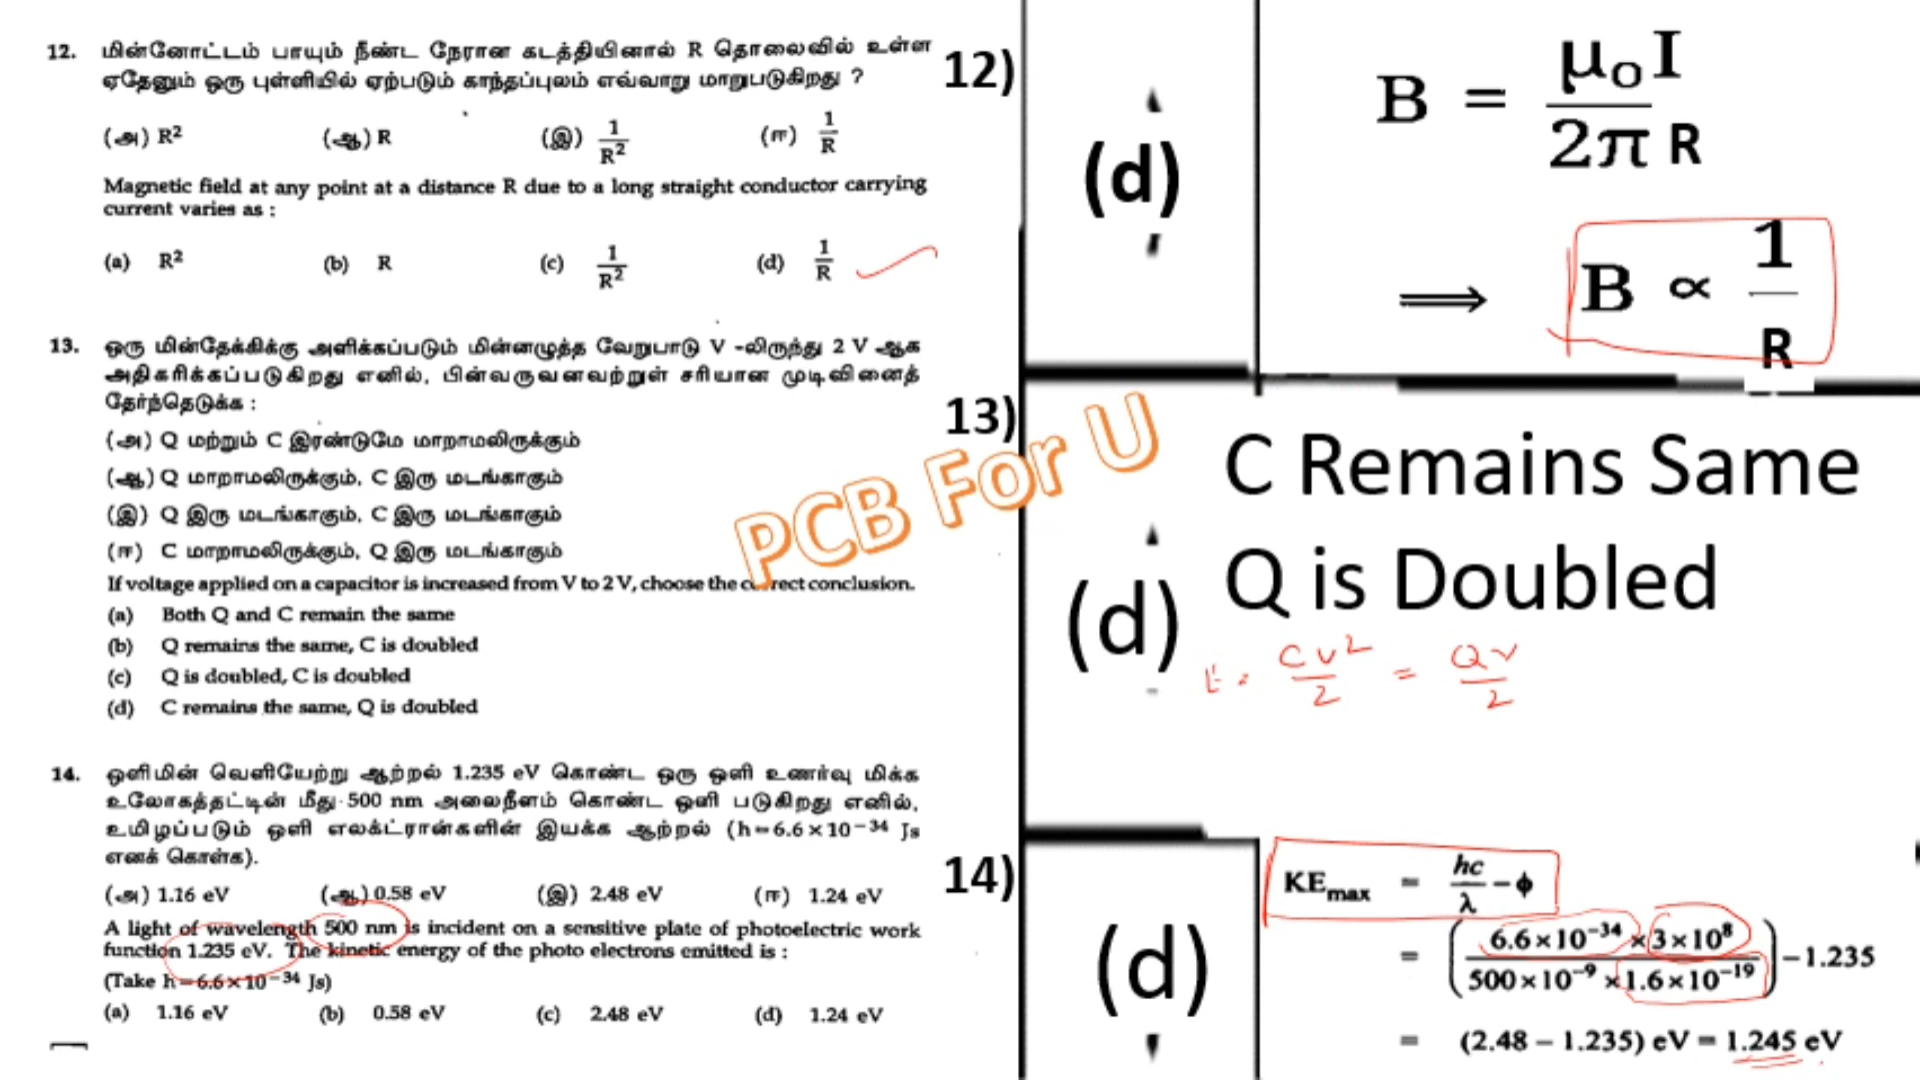 12. மின்னோட்டம் பாயும் நீண்ட நேரான கடத்தியினால் R தொலைவில் உள்ள
ஏதேனும் ஒரு புள்ளியில் ஏற்படும் காந்தப்புலம் எவ்வாறு மாறுபடுகிறது ?
(அ) R² (ஆ) R (இ) 1/R² (ஈ) 1/R
Magnetic field at any point at a distance R due to a long straight conductor carrying
current varies as :
(a) R² (b) R (c) 1/R² (d) 1/R
13. ஒரு மின்தேக்கிக்கு அளிக்கப்படும் மின்னழுத்த வேறுபாடு V -லிருந்து 2 V ஆக
அதிகரிக்கப்படுகிறது எனில், பின்வருவனவற்றுள் சரியான முடிவினைத்
தேர்ந்தெடுக்க :
(அ) Q மற்றும் C இரண்டுமே மாறாமலிருக்கும்
(ஆ) Q மாறாமலிருக்கும், C இரு மடங்காகும்
(இ) Q இரு மடங்காகும், C இரு மடங்காகும்
(ஈ) C மாறாமலிருக்கும், Q இரு மடங்காகும்
If voltage applied on a capacitor is increased from V to 2 V, choose the correct conclusion.
(a) Both Q and C remain the same
(b) Q remains the same, C is doubled
(c) Q is doubled, C is doubled
(d) C remains the same, Q is doubled
14. ஒளிமின் வெளியேற்று ஆற்றல் 1.235 eV கொண்ட ஒரு ஒளி உணர்வு மிக்க
உலோகத்தட்டின் மீது 500 nm அலைநீளம் கொண்ட ஒளி படுகிறது எனில்,
உமிழப்படும் ஒளி எலக்ட்ரான்களின் இயக்க ஆற்றல் (h=6.6×10⁻³⁴ Js
எனக் கொள்க).
(அ) 1.16 eV (ஆ) 0.58 eV (இ) 2.48 eV (ஈ) 1.24 eV
A light of wavelength 500 nm is incident on a sensitive plate of photoelectric work
function 1.235 eV. The kinetic energy of the photo electrons emitted is :
(Take h=6.6×10⁻³⁴ Js)
(a) 1.16 eV (b) 0.58 eV (c) 2.48 eV (d) 1.24 eV
PCB For U
12)
(d)
B = μ₀I / 2π R
⟹ B ∝ 1/R
13)
(d)
C Remains Same
Q is Doubled
E = CV²/2 = QV/2
14)
(d)
KEmax = hc/λ − ϕ
= (6.6×10⁻³⁴ × 3×10⁸ / 500×10⁻⁹ × 1.6×10⁻¹⁹) − 1.235
= (2.48 − 1.235) eV = 1.245 eV